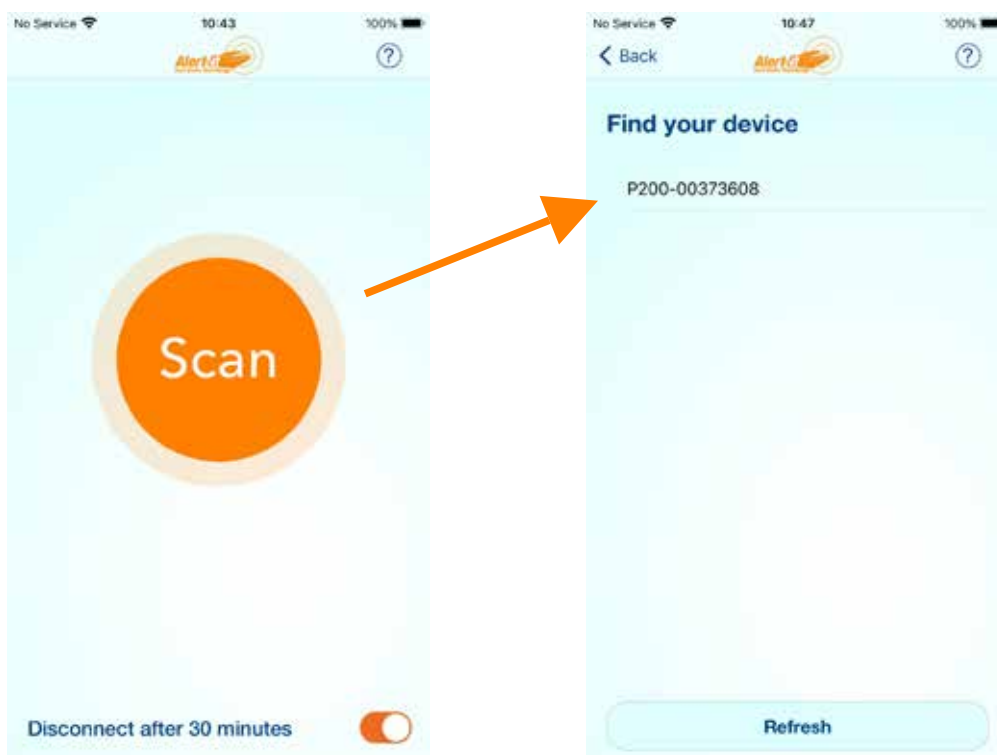 No Service 10:43 100%
Scan
Disconnect after 30 minutes
No Service 10:47 100%
Back
Find your device
P200-00373608
Refresh